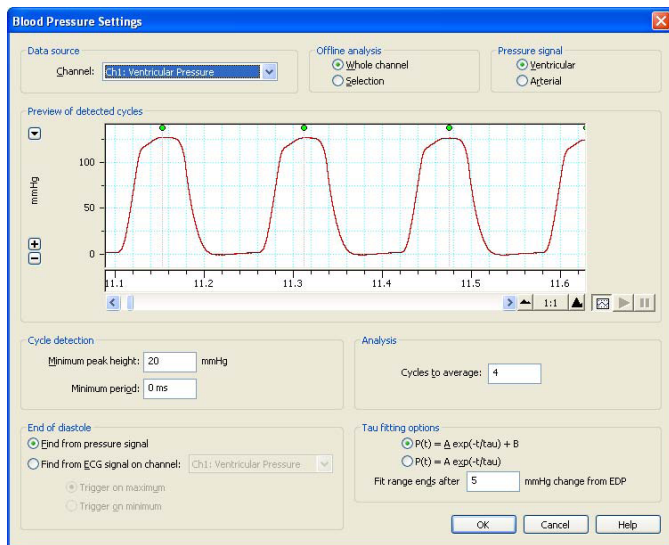 Blood Pressure Settings
Data source
Channel: Ch1: Ventricular Pressure
Offline analysis
Whole channel
Selection
Pressure signal
Ventricular
Arterial
Preview of detected cycles
mmHg
100
50
0
11.1 11.2 11.3 11.4 11.5 11.6
1:1
Cycle detection
Minimum peak height: 20 mmHg
Minimum period: 0 ms
Analysis
Cycles to average: 4
End of diastole
Find from pressure signal
Find from ECG signal on channel: Ch1: Ventricular Pressure
Trigger on maximum
Trigger on minimum
Tau fitting options
P(t) = A exp(-t/tau) + B
P(t) = A exp(-t/tau)
Fit range ends after 5 mmHg change from EDP
OK Cancel Help